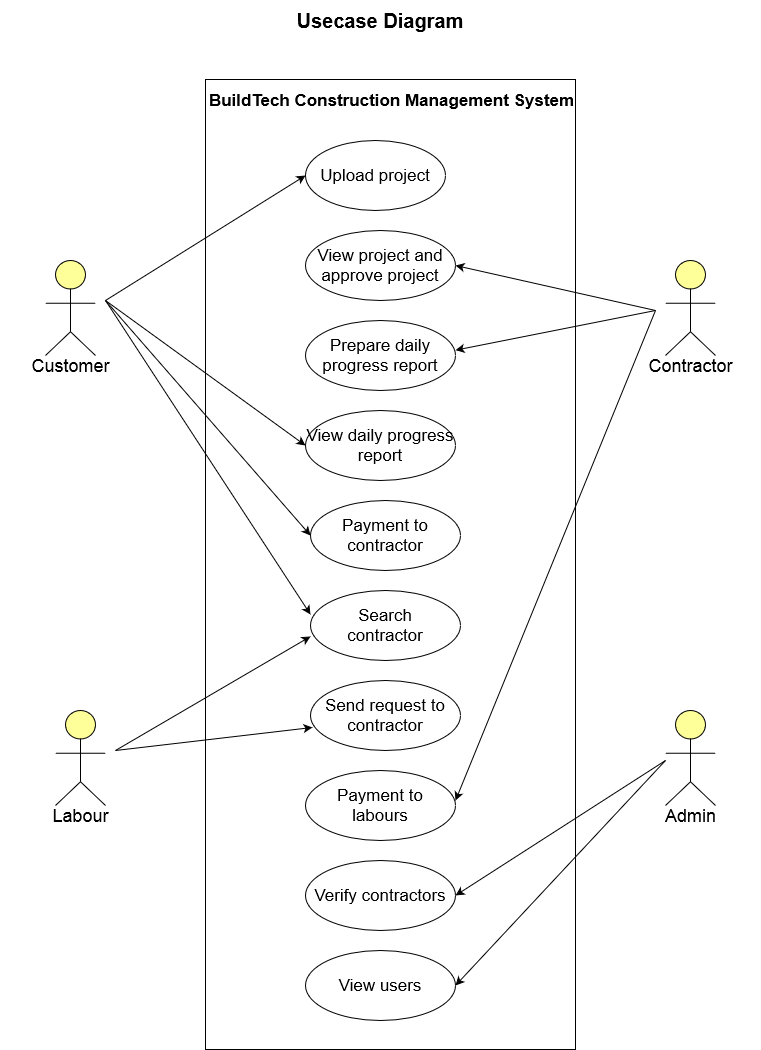 Usecase Diagram
BuildTech Construction Management System
Upload project
View project and
approve project
Customer
Contractor
Prepare daily
progress report
View daily progress
report
Payment to
contractor
Search
contractor
Send request to
contractor
Labour
Admin
Payment to
labours
Verify contractors
View users